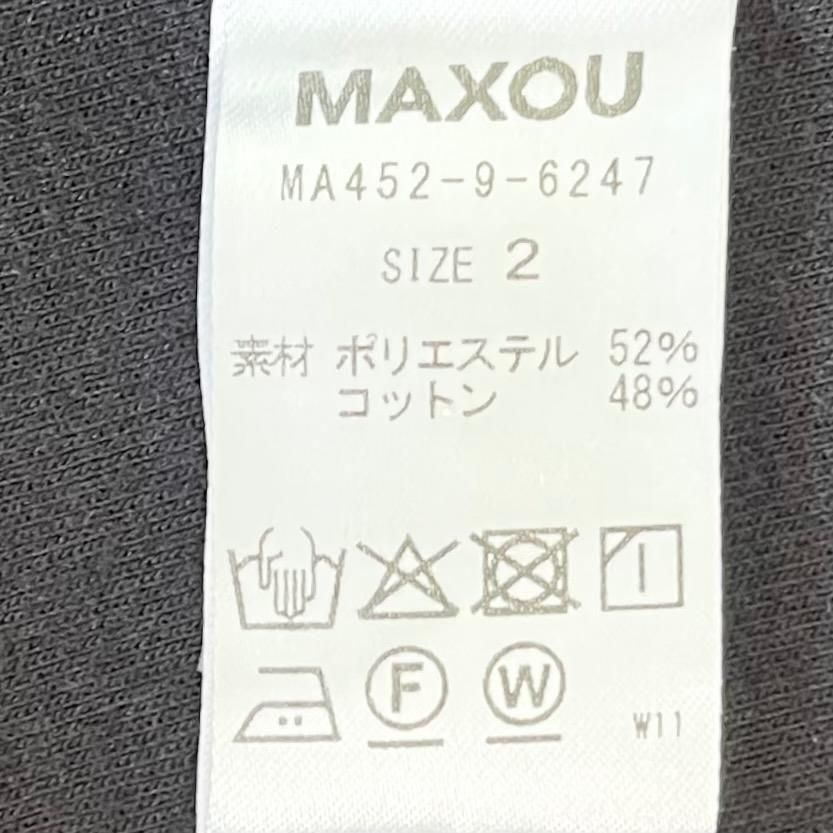 MAXOU
MA452-9-6247
SIZE 2
素材 ポリエステル 52%
コットン 48%
F W
W11